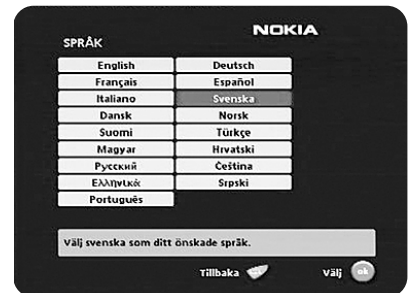 NOKIA
SPRÅK
English Deutsch
Français Español
Italiano Svenska
Dansk Norsk
Suomi Türkçe
Magyar Hrvatski
Русский Čeština
Ελληνικά Srpski
Português
Välj svenska som ditt önskade språk.
Tillbaka Välj ok